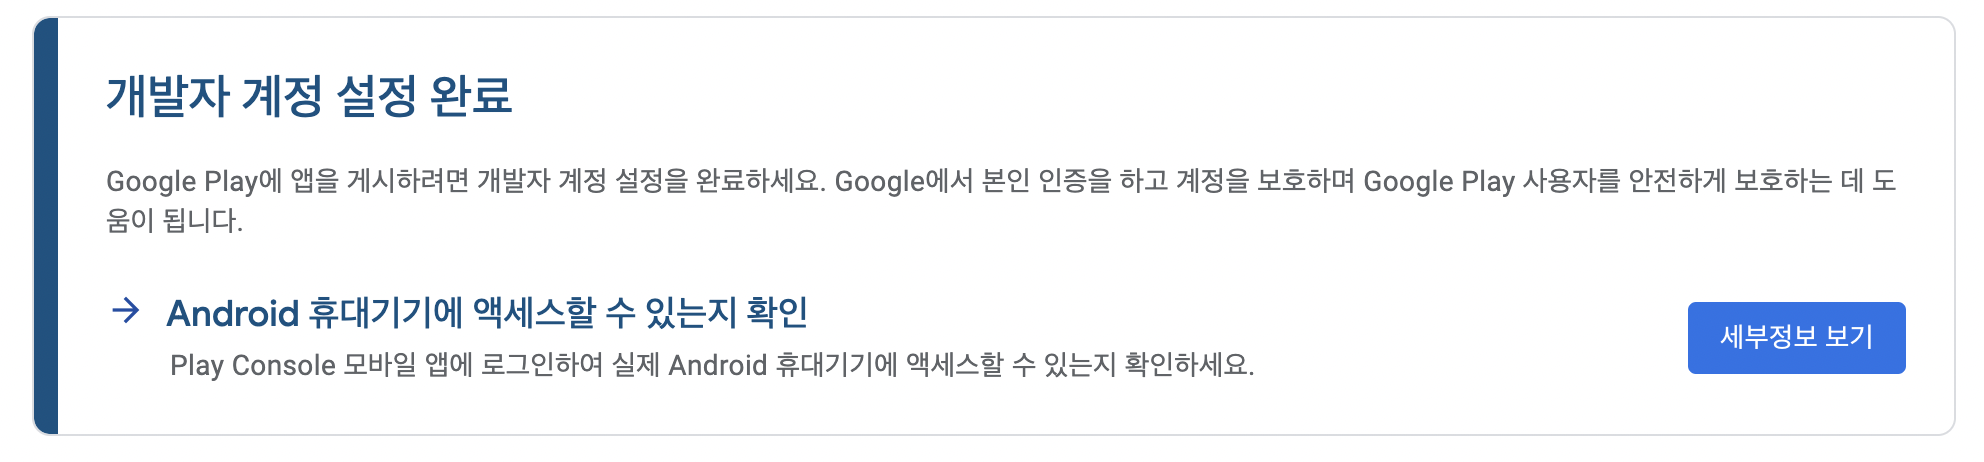 개발자 계정 설정 완료
Google Play에 앱을 게시하려면 개발자 계정 설정을 완료하세요. Google에서 본인 인증을 하고 계정을 보호하며 Google Play 사용자를 안전하게 보호하는 데 도
움이 됩니다.
→ Android 휴대기기에 액세스할 수 있는지 확인
Play Console 모바일 앱에 로그인하여 실제 Android 휴대기기에 액세스할 수 있는지 확인하세요.
세부정보 보기